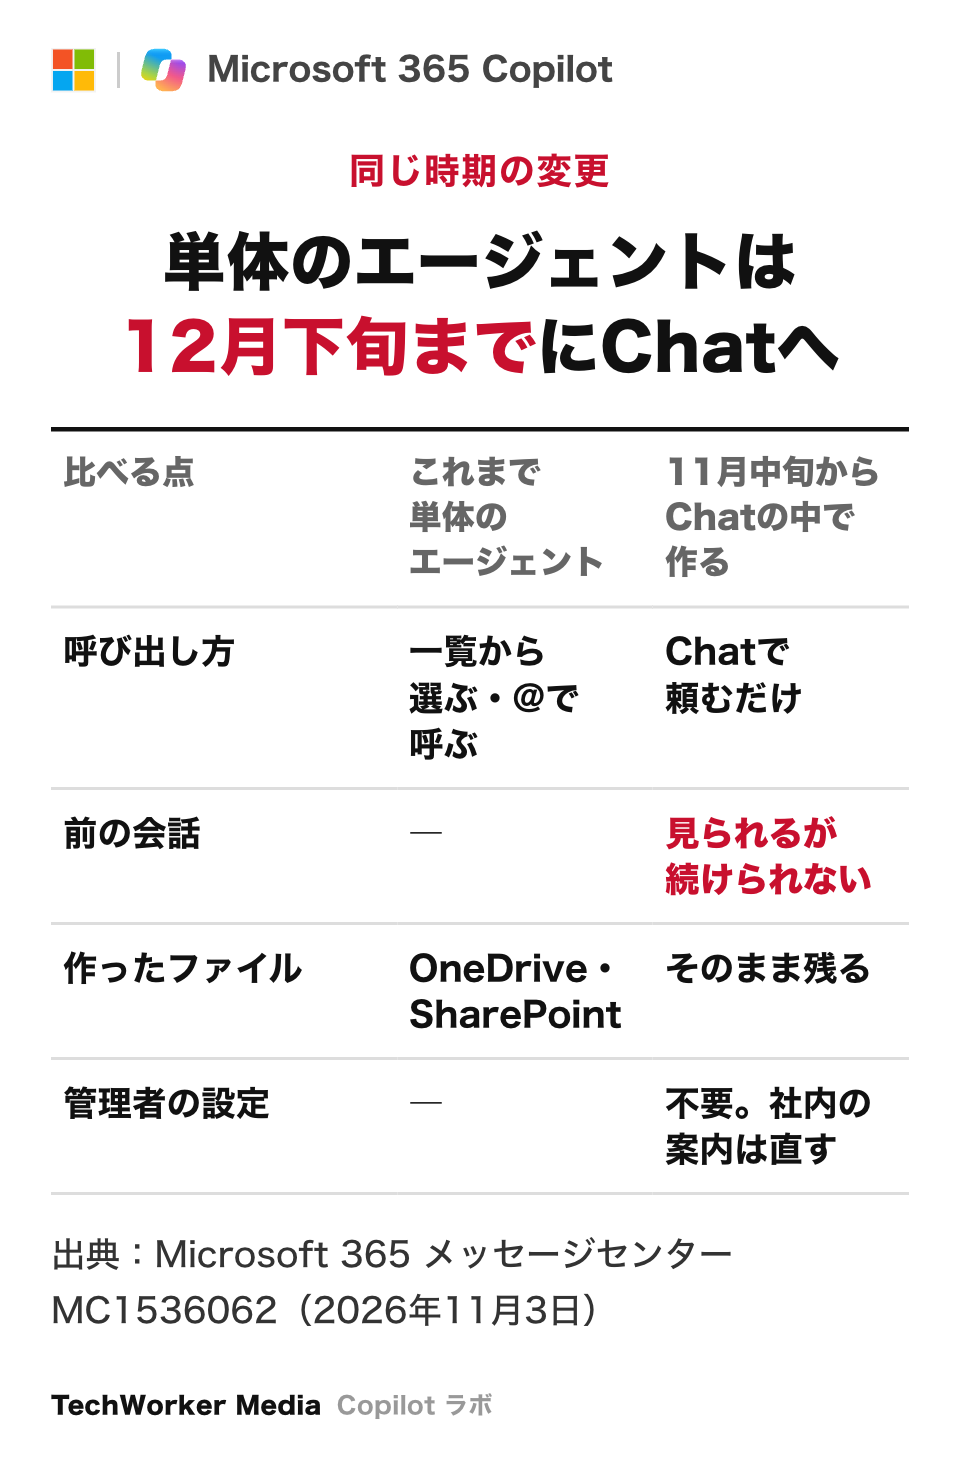 Microsoft 365 Copilot
同じ時期の変更
単体のエージェントは
12月下旬までにChatへ
比べる点
これまで
単体の
エージェント
11月中旬から
Chatの中で
作る
呼び出し方
一覧から
選ぶ・@で
呼ぶ
Chatで
頼むだけ
前の会話
—
見られるが
続けられない
作ったファイル
OneDrive・
SharePoint
そのまま残る
管理者の設定
—
不要。社内の
案内は直す
出典：Microsoft 365 メッセージセンター
MC1536062（2026年11月3日）
TechWorker Media Copilot ラボ